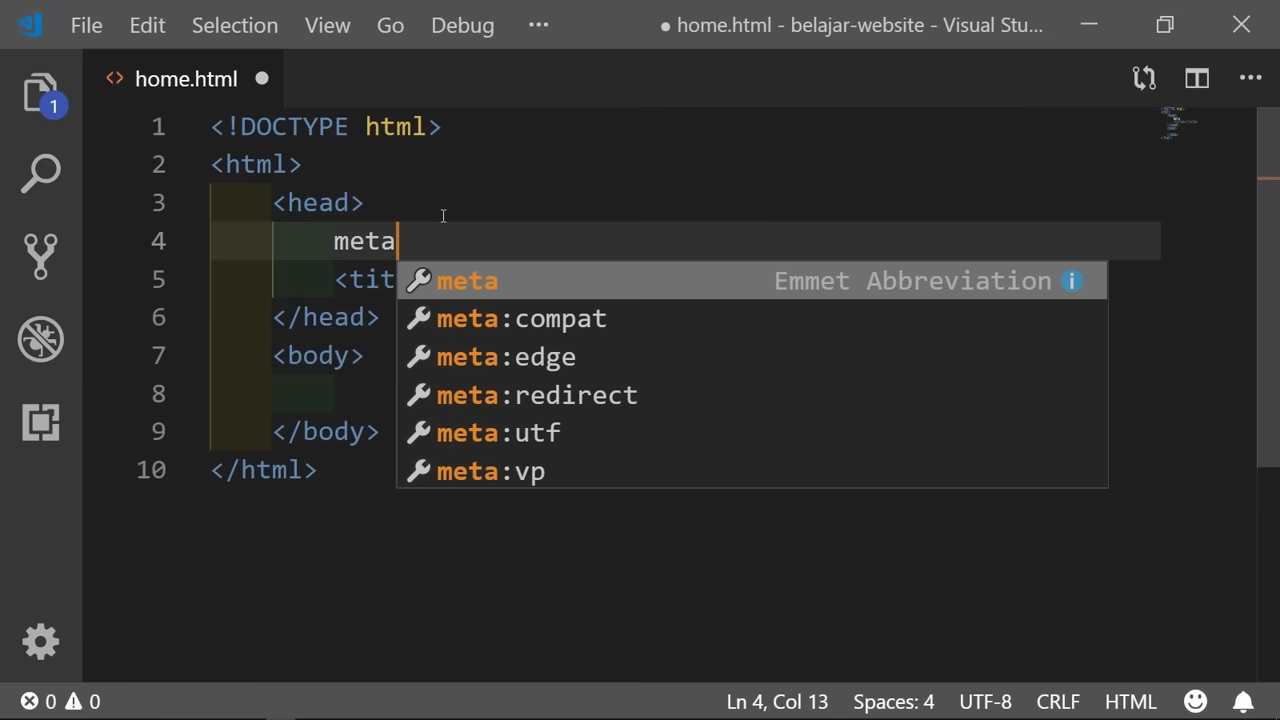 File Edit Selection View Go Debug ··· ● home.html - belajar-website - Visual Stu...
<> home.html ●
1
1 <!DOCTYPE html>
2 <html>
3 <head>
4 meta
5 <tit
meta Emmet Abbreviation i
6 </head>
meta:compat
7 <body>
meta:edge
8
meta:redirect
9 </body>
meta:utf
10 </html>
meta:vp
0 0 Ln 4, Col 13 Spaces: 4 UTF-8 CRLF HTML